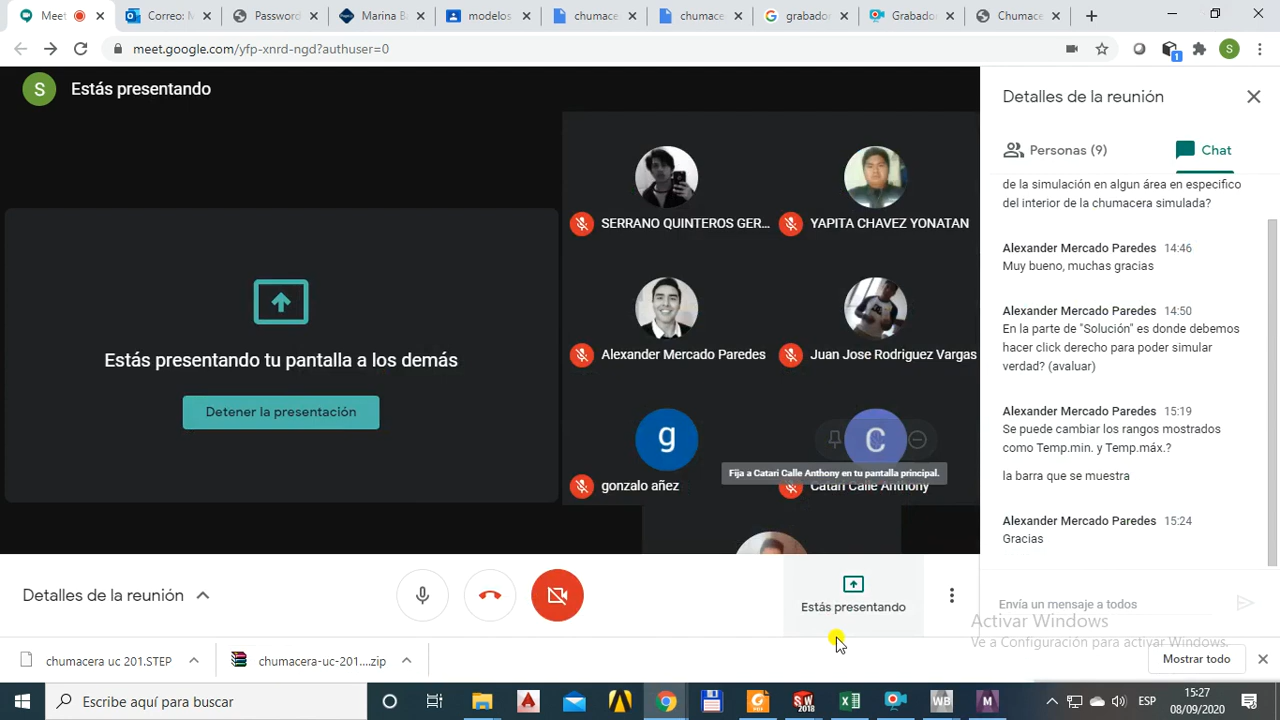 Meet
Correo: M
Password
Marina B
modelos
chumace
chumace
grabado
Grabado
Chumac
meet.google.com/yfp-xnrd-ngd?authuser=0
S
1
S
Estás presentando
Detalles de la reunión
Personas (9)
Chat
de la simulación en algun área en especifico
del interior de la chumacera simulada?
SERRANO QUINTEROS GER...
YAPITA CHAVEZ YONATAN
Alexander Mercado Paredes 14:46
Muy bueno, muchas gracias
Alexander Mercado Paredes 14:50
En la parte de "Solución" es donde debemos
hacer click derecho para poder simular
verdad? (avaluar)
Estás presentando tu pantalla a los demás
Detener la presentación
Alexander Mercado Paredes
Juan Jose Rodriguez Vargas
Alexander Mercado Paredes 15:19
Se puede cambiar los rangos mostrados
como Temp.min. y Temp.máx.?
la barra que se muestra
g
C
Fija a Catari Calle Anthony en tu pantalla principal.
gonzalo añez
Catari Calle Anthony
Alexander Mercado Paredes 15:24
Gracias
Detalles de la reunión
Estás presentando
Envía un mensaje a todos
Activar Windows
Ve a Configuración para activar Windows.
chumacera uc 201.STEP
chumacera-uc-201....zip
Mostrar todo
Escribe aquí para buscar
SW
2018
WB
M
ESP
15:27
08/09/2020